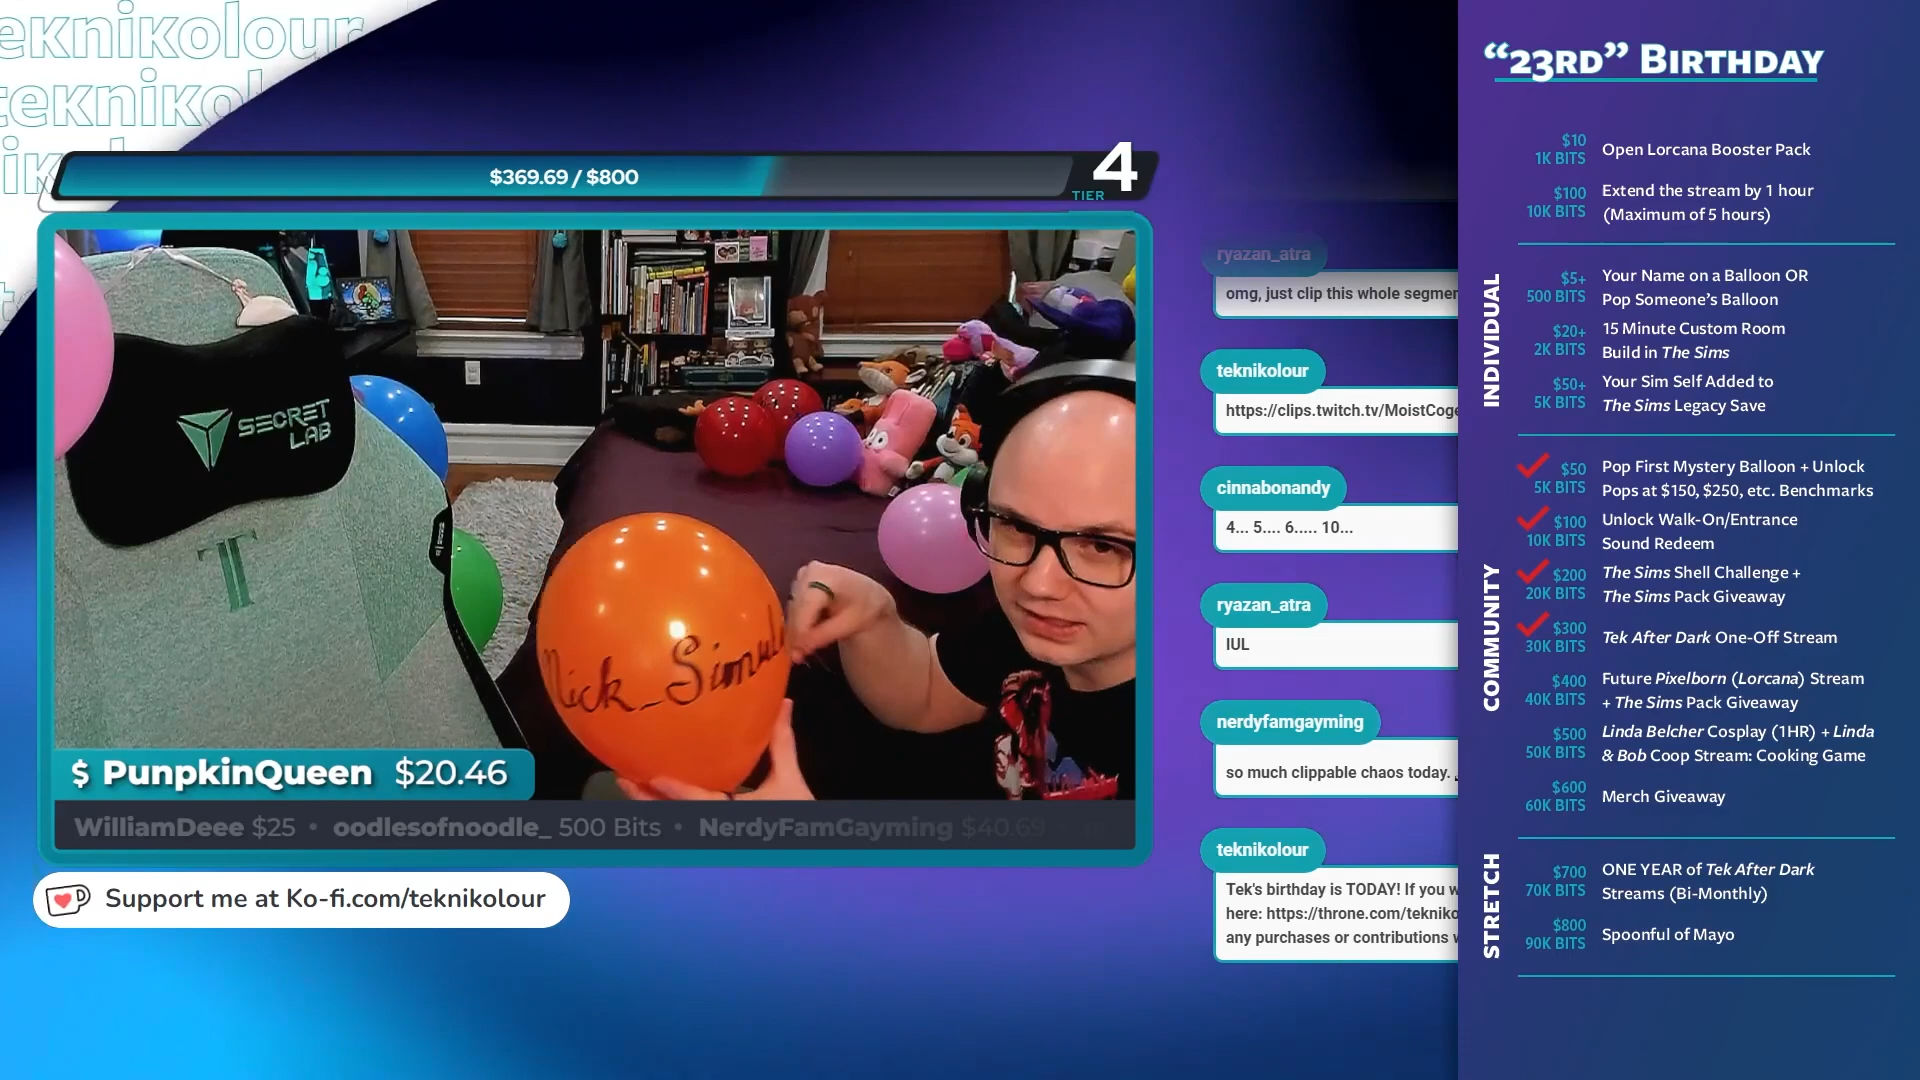 eknikolour
teknikol
$369.69 / $800
TIER
4
SECRET
LAB
T
Nick_Simul
$ PunpkinQueen $20.46
WilliamDeee $25 • oodlesofnoodle_ 500 Bits • NerdyFamGayming $40.69
Support me at Ko-fi.com/teknikolour
ryazan_atra
omg, just clip this whole segmen
teknikolour
https://clips.twitch.tv/MoistCoge
cinnabonandy
4... 5.... 6..... 10...
ryazan_atra
IUL
nerdyfamgayming
so much clippable chaos today.
teknikolour
Tek's birthday is TODAY! If you w
here: https://throne.com/tekniko
any purchases or contributions w
“23RD” BIRTHDAY
$10
1K BITS
Open Lorcana Booster Pack
$100
10K BITS
Extend the stream by 1 hour
(Maximum of 5 hours)
INDIVIDUAL
$5+
500 BITS
Your Name on a Balloon OR
Pop Someone’s Balloon
$20+
2K BITS
15 Minute Custom Room
Build in The Sims
$50+
5K BITS
Your Sim Self Added to
The Sims Legacy Save
COMMUNITY
$50
5K BITS
Pop First Mystery Balloon + Unlock
Pops at $150, $250, etc. Benchmarks
$100
10K BITS
Unlock Walk-On/Entrance
Sound Redeem
$200
20K BITS
The Sims Shell Challenge +
The Sims Pack Giveaway
$300
30K BITS
Tek After Dark One-Off Stream
$400
40K BITS
Future Pixelborn (Lorcana) Stream
+ The Sims Pack Giveaway
$500
50K BITS
Linda Belcher Cosplay (1HR) + Linda
& Bob Coop Stream: Cooking Game
$600
60K BITS
Merch Giveaway
STRETCH
$700
70K BITS
ONE YEAR of Tek After Dark
Streams (Bi-Monthly)
$800
90K BITS
Spoonful of Mayo